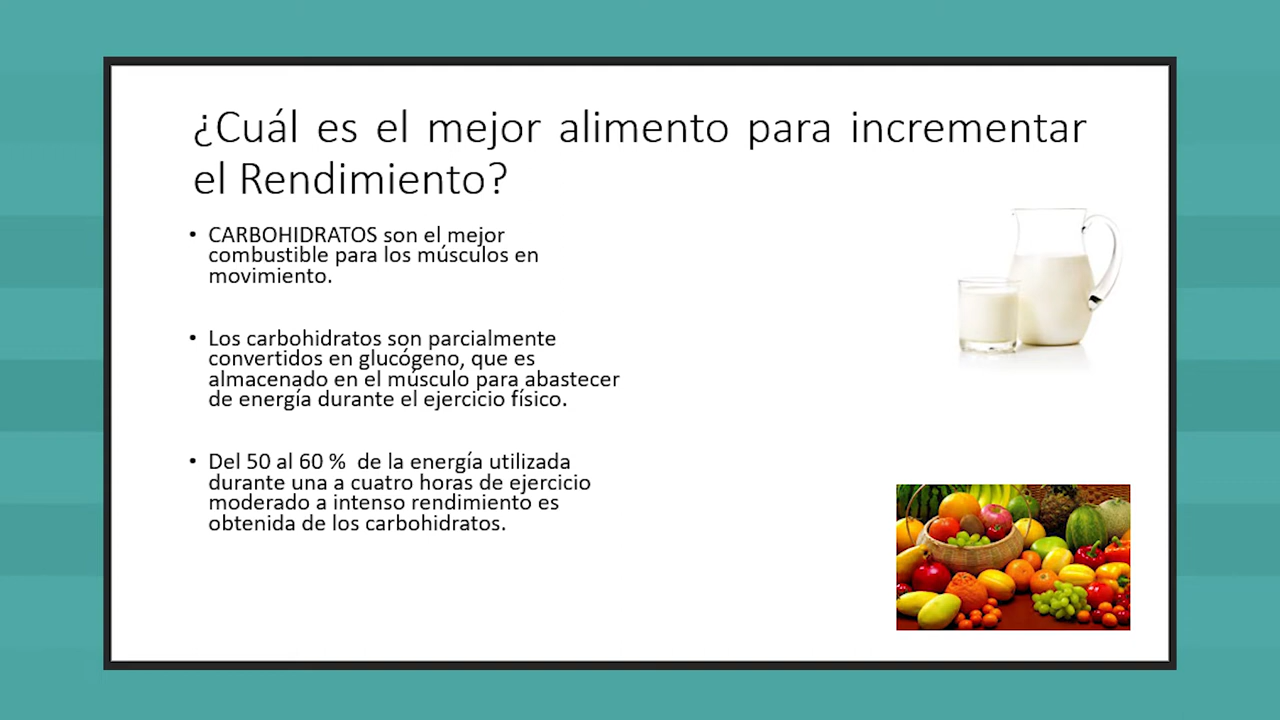 ¿Cuál es el mejor alimento para incrementar
el Rendimiento?
• CARBOHIDRATOS son el mejor
combustible para los músculos en
movimiento.
• Los carbohidratos son parcialmente
convertidos en glucógeno, que es
almacenado en el músculo para abastecer
de energía durante el ejercicio físico.
• Del 50 al 60 %  de la energía utilizada
durante una a cuatro horas de ejercicio
moderado a intenso rendimiento es
obtenida de los carbohidratos.